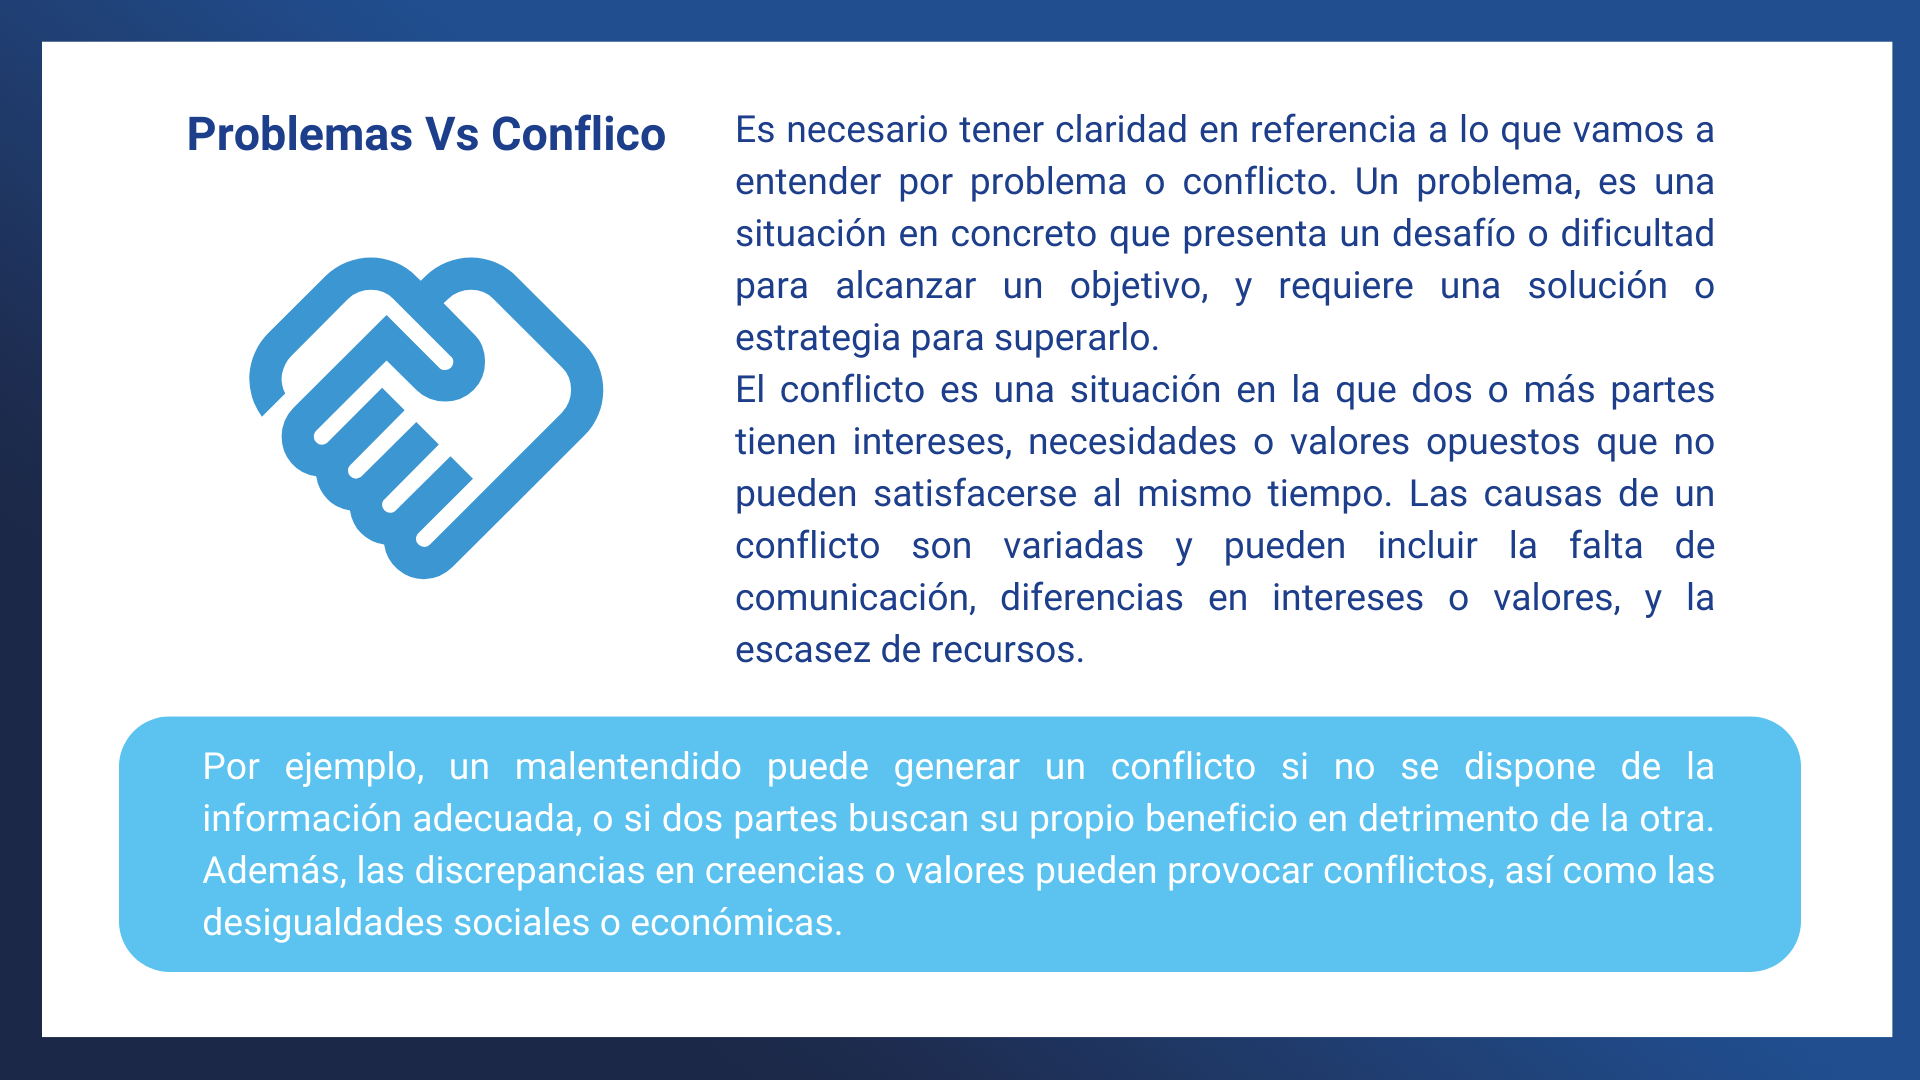 Problemas Vs Conflico
Es necesario tener claridad en referencia a lo que vamos a
entender por problema o conflicto. Un problema, es una
situación en concreto que presenta un desafío o dificultad
para alcanzar un objetivo, y requiere una solución o
estrategia para superarlo.
El conflicto es una situación en la que dos o más partes
tienen intereses, necesidades o valores opuestos que no
pueden satisfacerse al mismo tiempo. Las causas de un
conflicto son variadas y pueden incluir la falta de
comunicación, diferencias en intereses o valores, y la
escasez de recursos.
Por ejemplo, un malentendido puede generar un conflicto si no se dispone de la
información adecuada, o si dos partes buscan su propio beneficio en detrimento de la otra.
Además, las discrepancias en creencias o valores pueden provocar conflictos, así como las
desigualdades sociales o económicas.